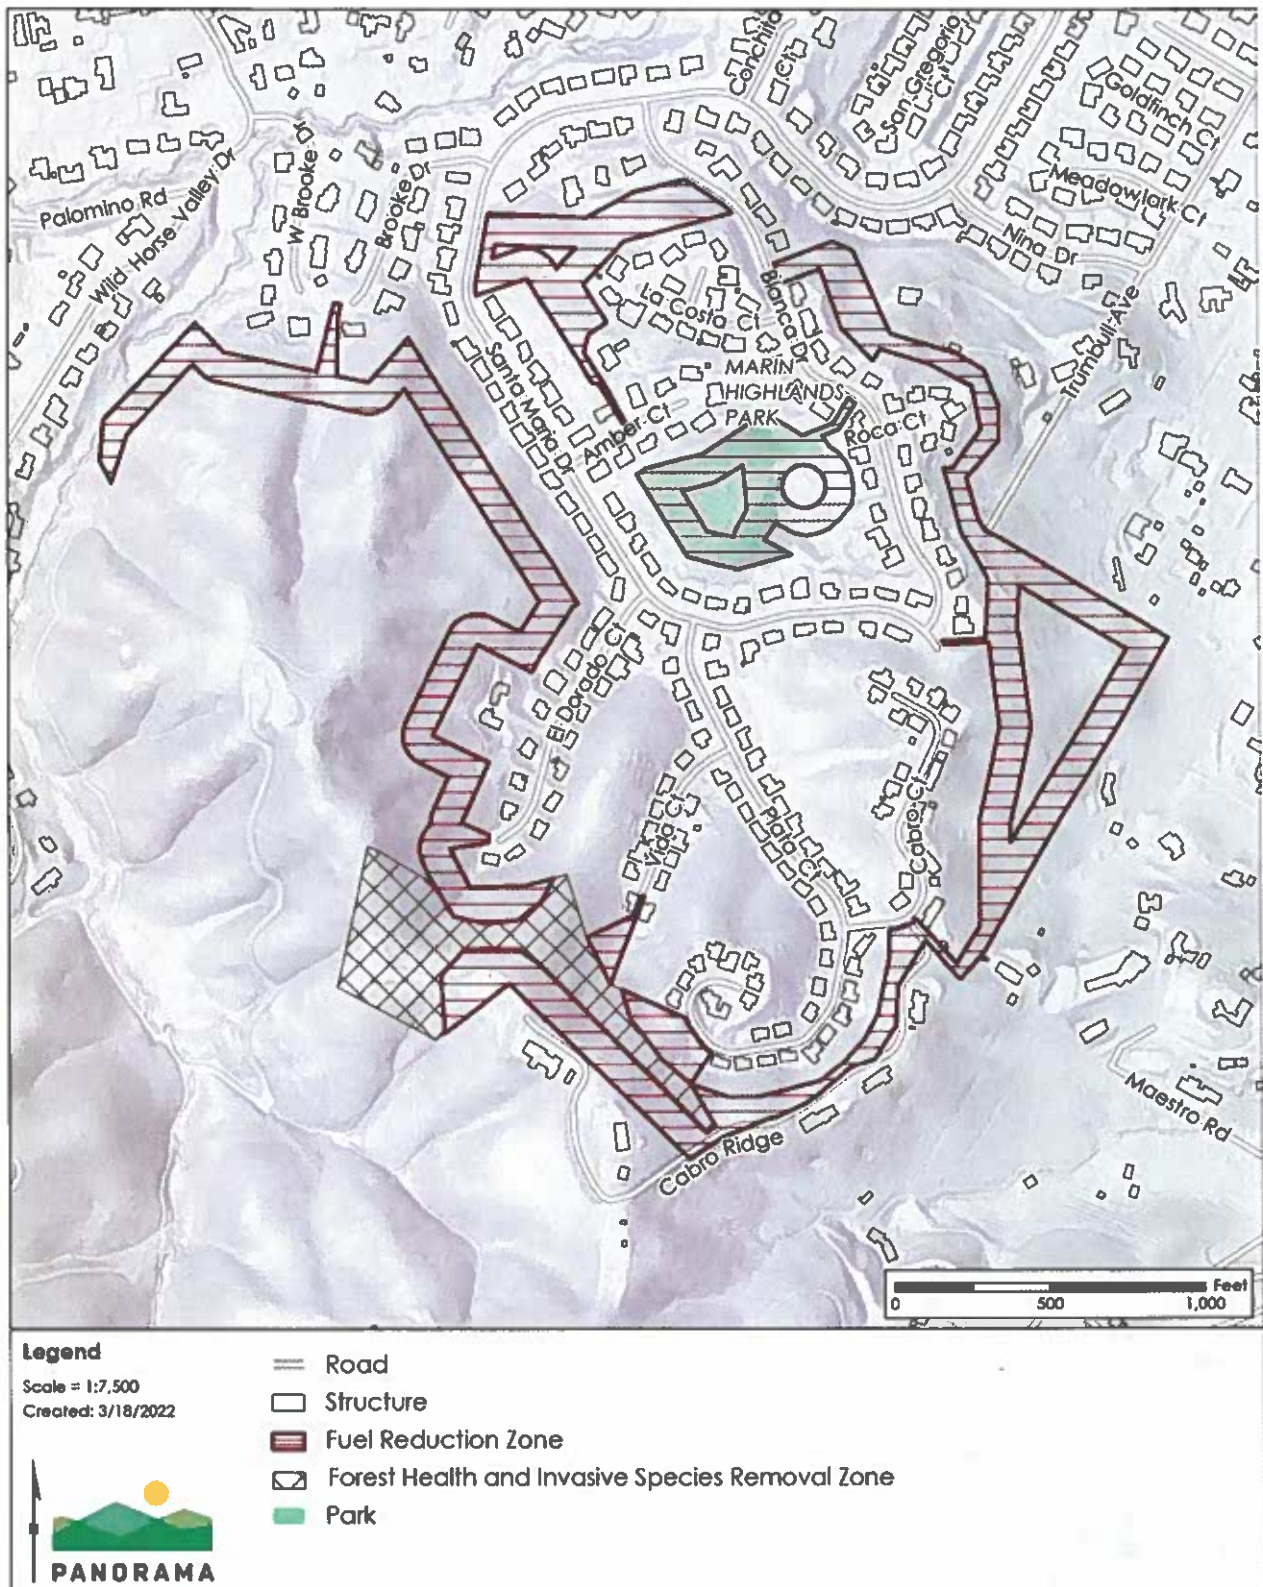 Conchita
Ct
San Gregorio
Ct
Goldfinch Ct
Meadowlark Ct
Nina Dr
Palomino Rd
Wild Horse Valley Dr
W Brooke Dr
Brooke Dr
La Costa Ct
Bianca Dr
Trumbull Ave
MARIN
HIGHLANDS
PARK
Santa Maria Dr
Amber Ct
Roca Ct
El Dorado Ct
Vida Ct
Plata Ct
Cabro Ct
Maestro Rd
Cabro Ridge
Feet
0 500 1,000
Legend
Scale = 1:7,500
Created: 3/18/2022
Road
Structure
Fuel Reduction Zone
Forest Health and Invasive Species Removal Zone
Park
PANORAMA